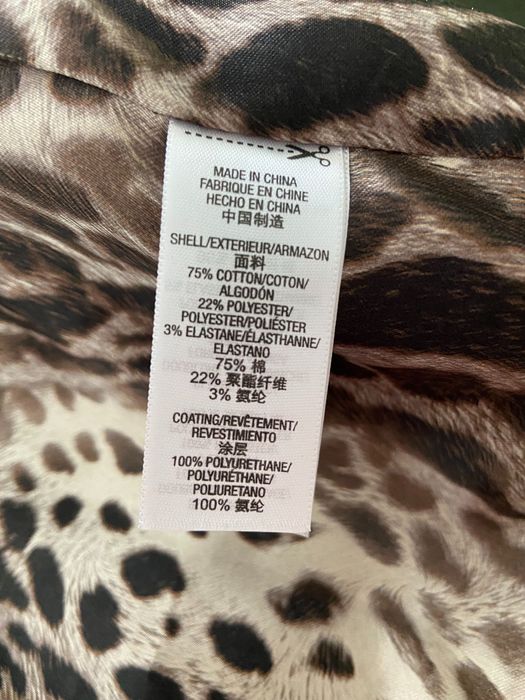 MADE IN CHINA
FABRIQUE EN CHINE
HECHO EN CHINA
中国制造
SHELL/EXTERIEUR/ARMAZON
面料
75% COTTON/COTON/
ALGODÓN
22% POLYESTER/
POLYESTER/POLIÉSTER
3% ELASTANE/ÉLASTHANNE/
ELASTANO
75% 棉
22% 聚酯纤维
3% 氨纶
COATING/REVÊTEMENT/
REVESTIMIENTO
涂层
100% POLYURETHANE/
POLYURÉTHANE/
POLIURETANO
100% 氨纶